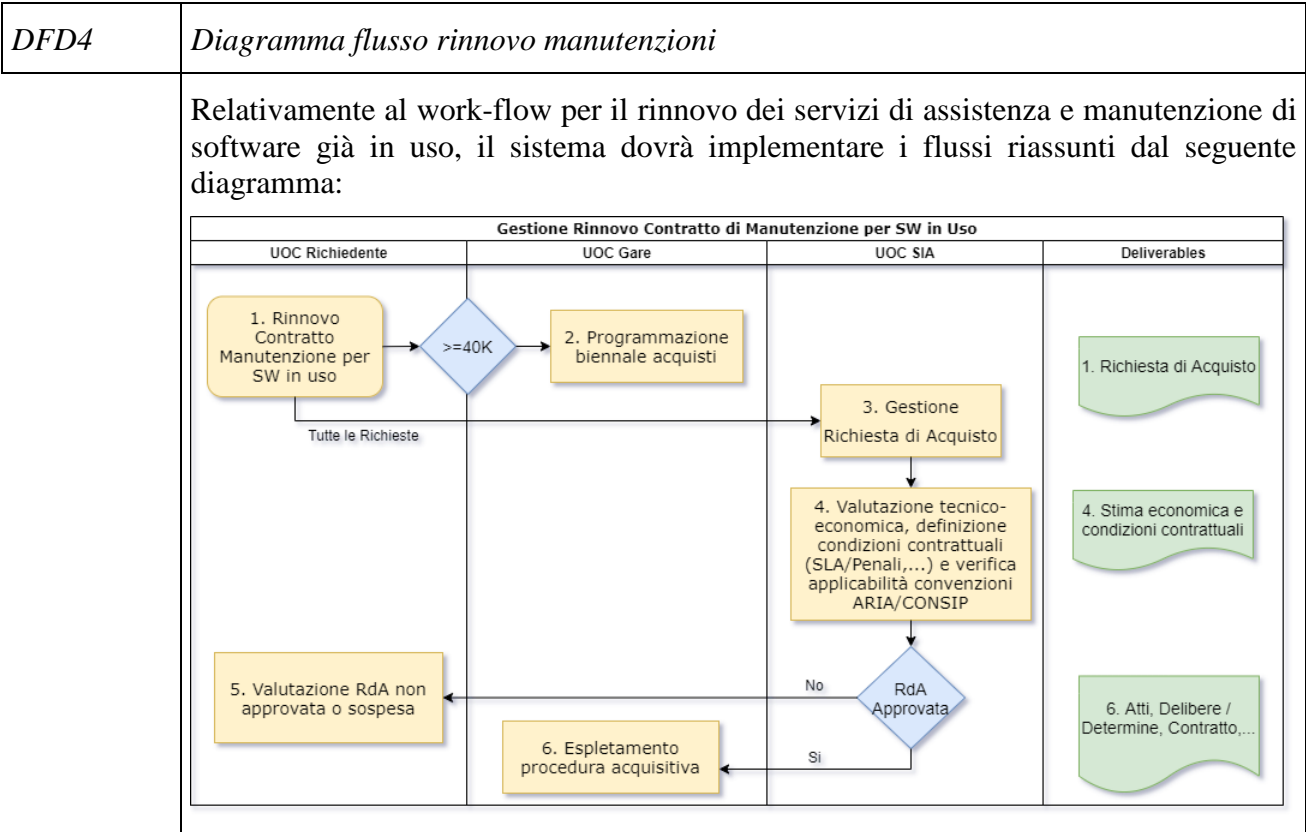 DFD4
Diagramma flusso rinnovo manutenzioni
Relativamente al work-flow per il rinnovo dei servizi di assistenza e manutenzione di
software già in uso, il sistema dovrà implementare i flussi riassunti dal seguente
diagramma:
Gestione Rinnovo Contratto di Manutenzione per SW in Uso
UOC Richiedente
UOC Gare
UOC SIA
Deliverables
1. Rinnovo
Contratto
Manutenzione per
SW in uso
>=40K
2. Programmazione
biennale acquisti
1. Richiesta di Acquisto
Tutte le Richieste
3. Gestione
Richiesta di Acquisto
4. Valutazione tecnico-
economica, definizione
condizioni contrattuali
(SLA/Penali,...) e verifica
applicabilità convenzioni
ARIA/CONSIP
4. Stima economica e
condizioni contrattuali
RdA
Approvata
No
5. Valutazione RdA non
approvata o sospesa
Si
6. Espletamento
procedura acquisitiva
6. Atti, Delibere /
Determine, Contratto,...